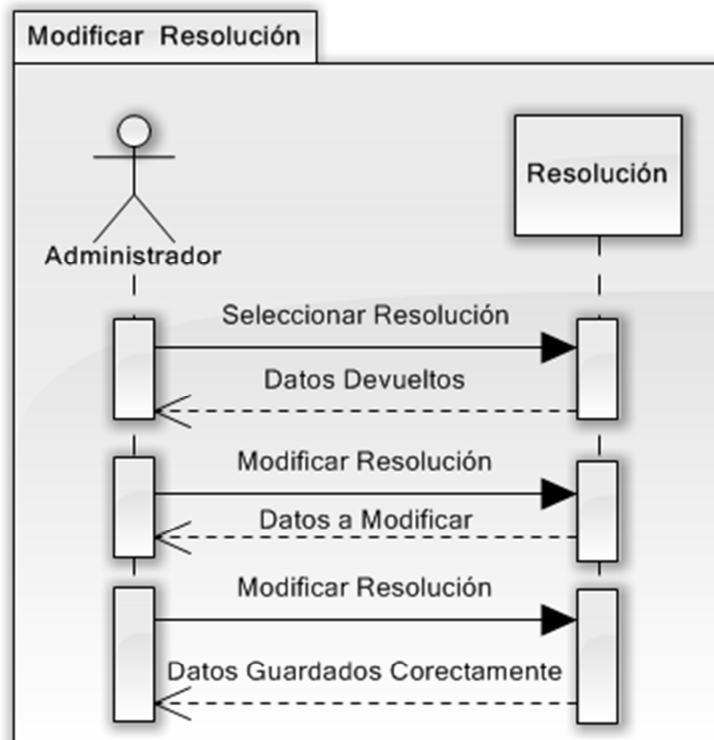 Modificar Resolución
Resolución
Administrador
Seleccionar Resolución
Datos Devueltos
Modificar Resolución
Datos a Modificar
Modificar Resolución
Datos Guardados Corectamente